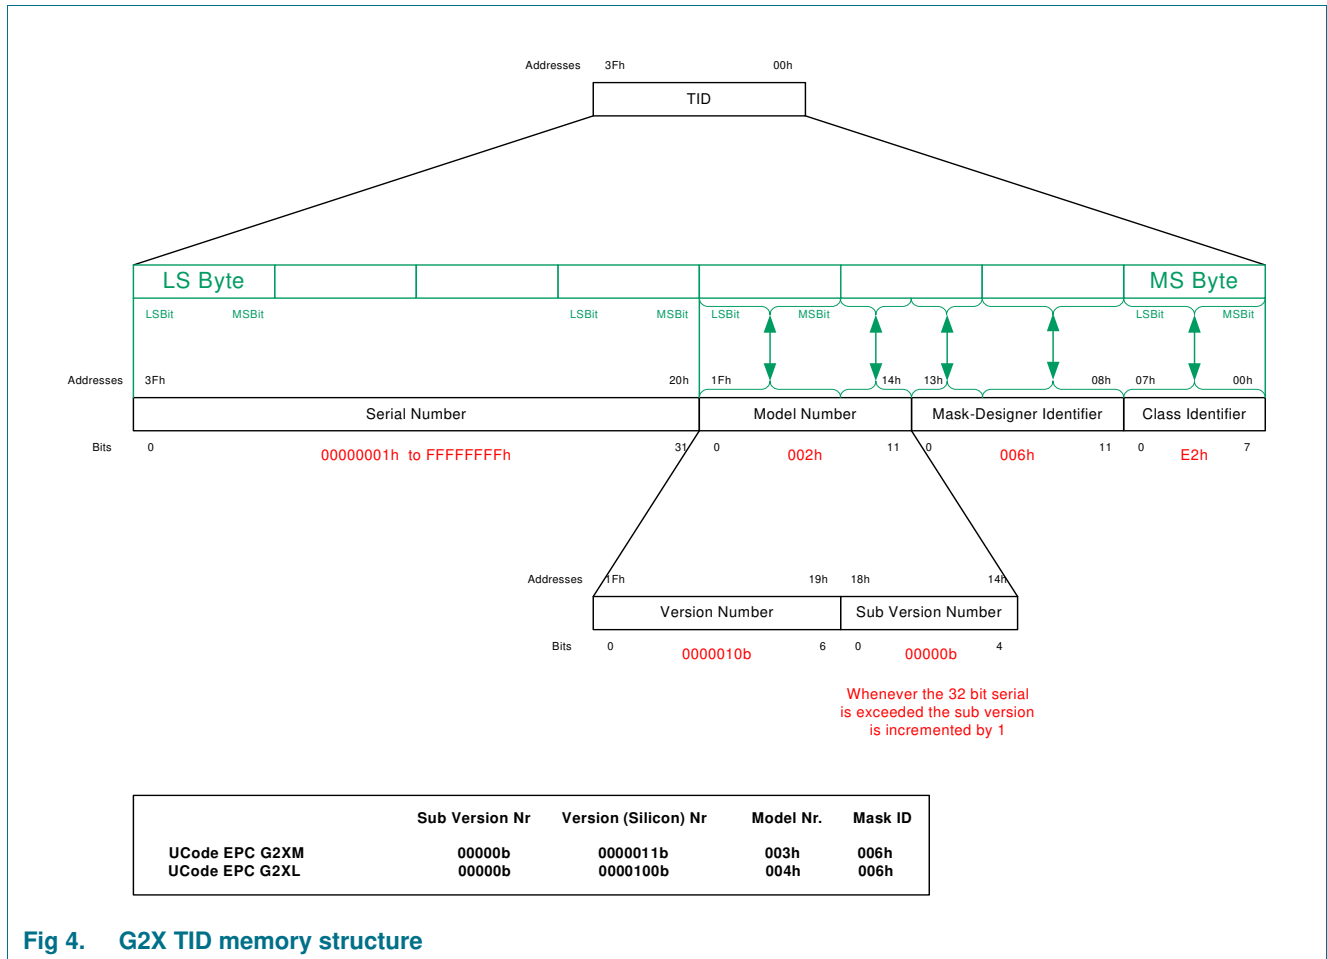 Addresses 3Fh 00h
TID
LS Byte MS Byte
LSBit MSBit LSBit MSBit LSBit MSBit LSBit MSBit
Addresses 3Fh 20h 1Fh 14h 13h 08h 07h 00h
Serial Number Model Number Mask-Designer Identifier Class Identifier
Bits 0 31 0 11 0 11 0 7
00000001h to FFFFFFFFh 002h 006h E2h
Addresses 1Fh 19h 18h 14h
Version Number Sub Version Number
Bits 0 6 0 4
0000010b 00000b
Whenever the 32 bit serial
is exceeded the sub version
is incremented by 1
Sub Version Nr Version (Silicon) Nr Model Nr. Mask ID
UCode EPC G2XM 00000b 0000011b 003h 006h
UCode EPC G2XL 00000b 0000100b 004h 006h
Fig 4. G2X TID memory structure